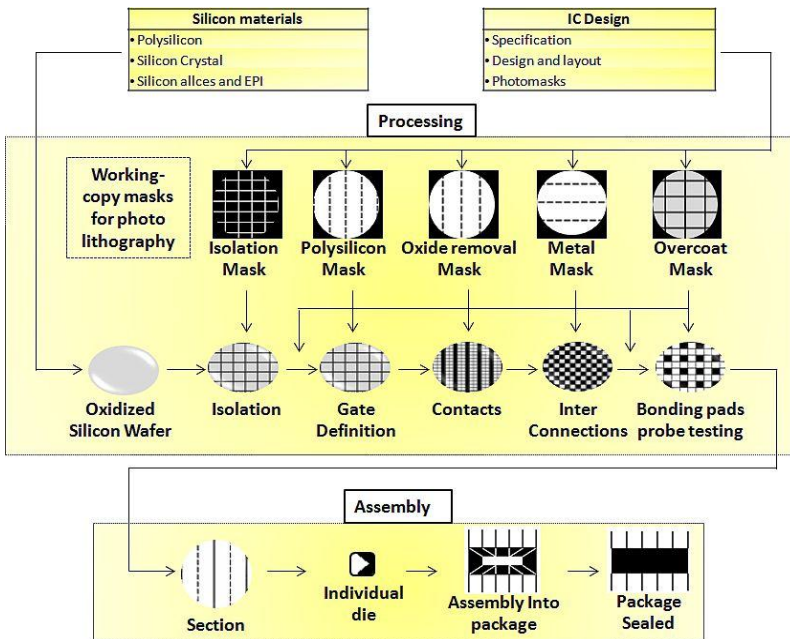 Silicon materials
• Polysilicon
• Silicon Crystal
• Silicon allces and EPI
IC Design
• Specification
• Design and layout
• Photomasks
Processing
Working-
copy masks
for photo
lithography
Isolation
Mask
Polysilicon
Mask
Oxide removal
Mask
Metal
Mask
Overcoat
Mask
Oxidized
Silicon Wafer
Isolation
Gate
Definition
Contacts
Inter
Connections
Bonding pads
probe testing
Assembly
Section
Individual
die
Assembly Into
package
Package
Sealed